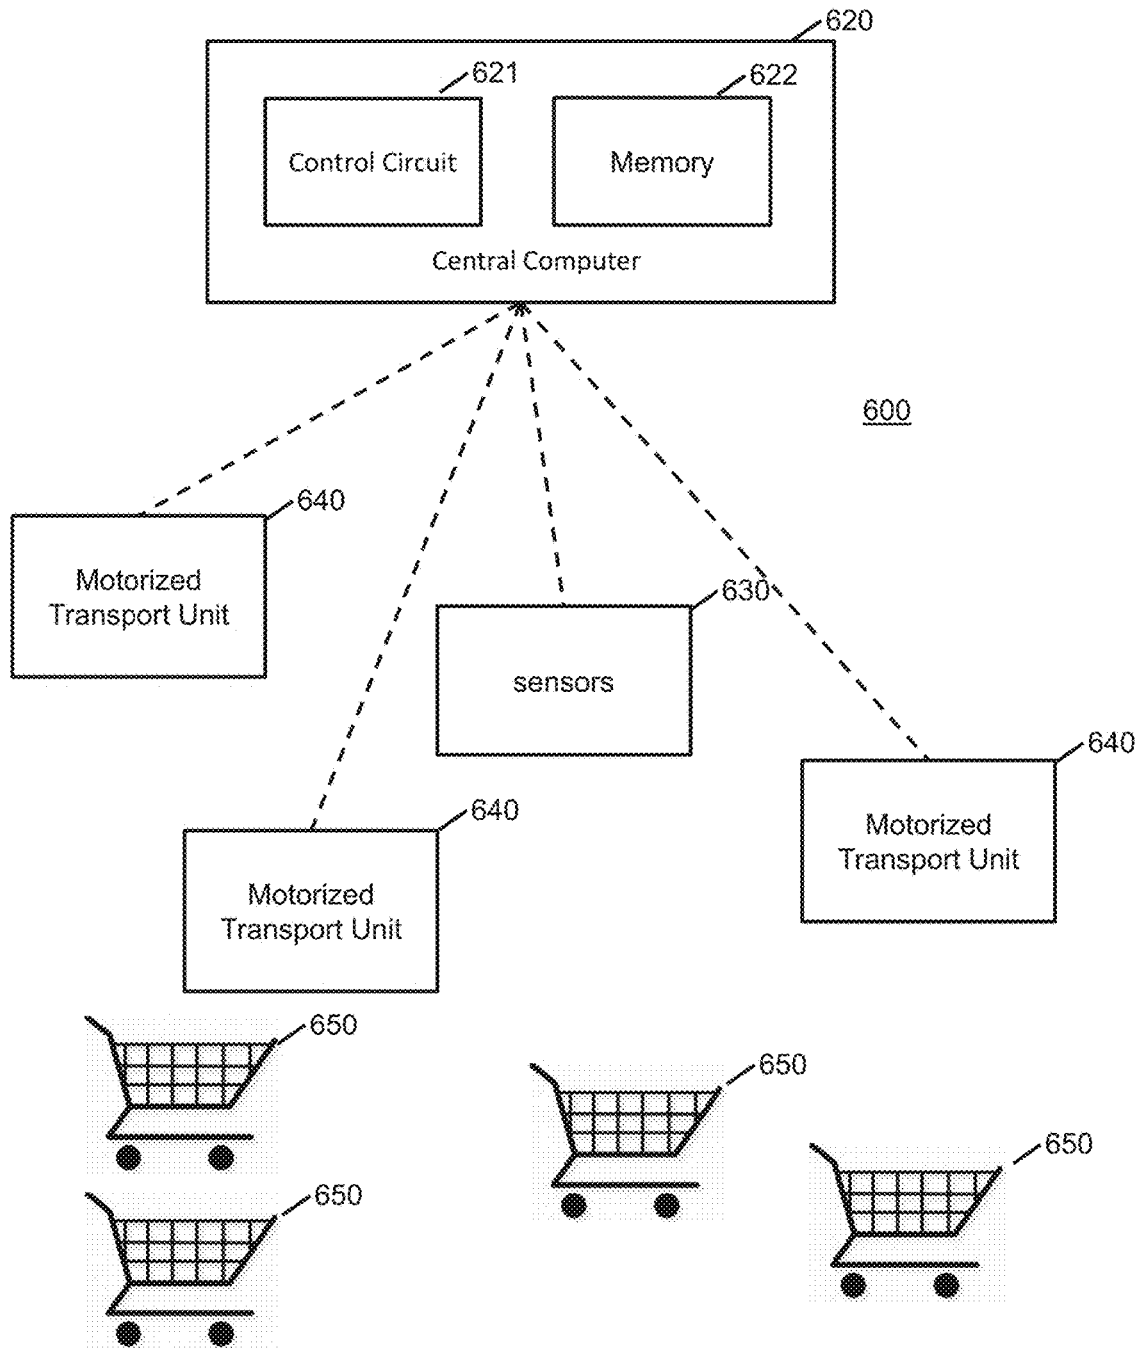 620
621
622
Control Circuit
Memory
Central Computer
600
640
Motorized
Transport Unit
630
sensors
640
Motorized
Transport Unit
640
Motorized
Transport Unit
650
650
650
650